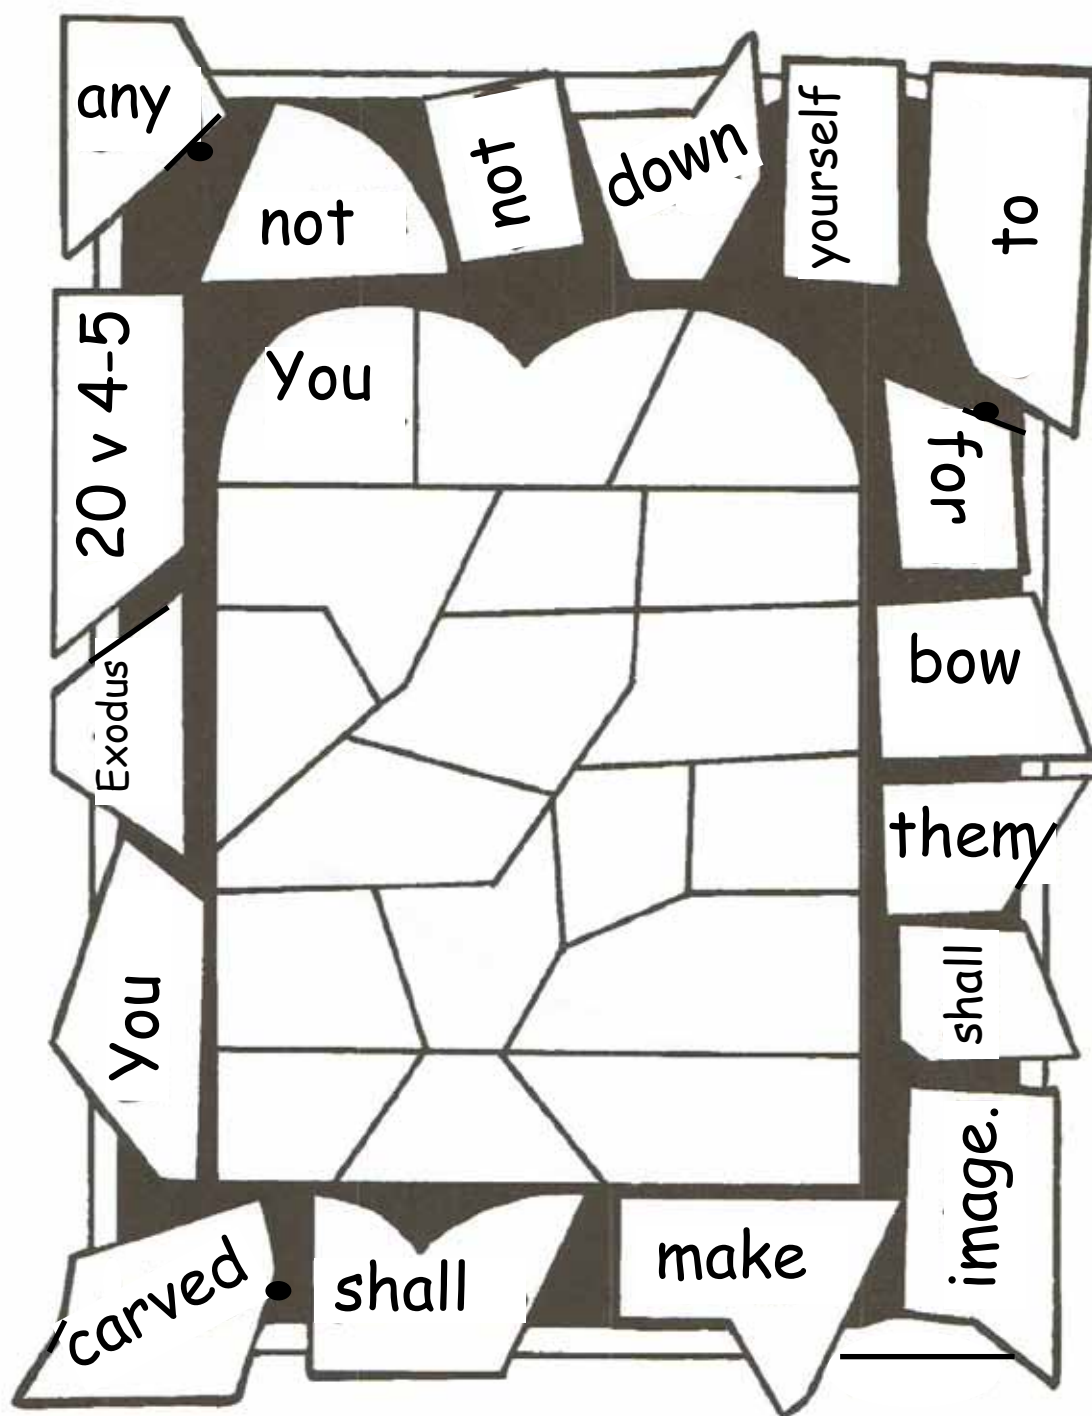 any
not
not
down
yourself
to
20 v 4-5
You
for
bow
Exodus
them
You
shall
image.
carved
shall
make